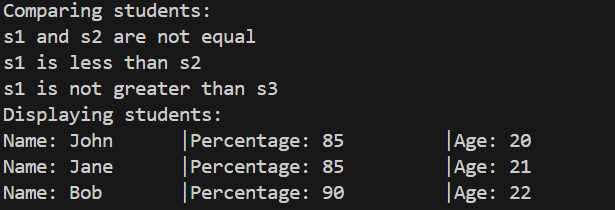 Comparing students:
s1 and s2 are not equal
s1 is less than s2
s1 is not greater than s3
Displaying students:
Name: John      |Percentage: 85         |Age: 20
Name: Jane      |Percentage: 85         |Age: 21
Name: Bob       |Percentage: 90         |Age: 22